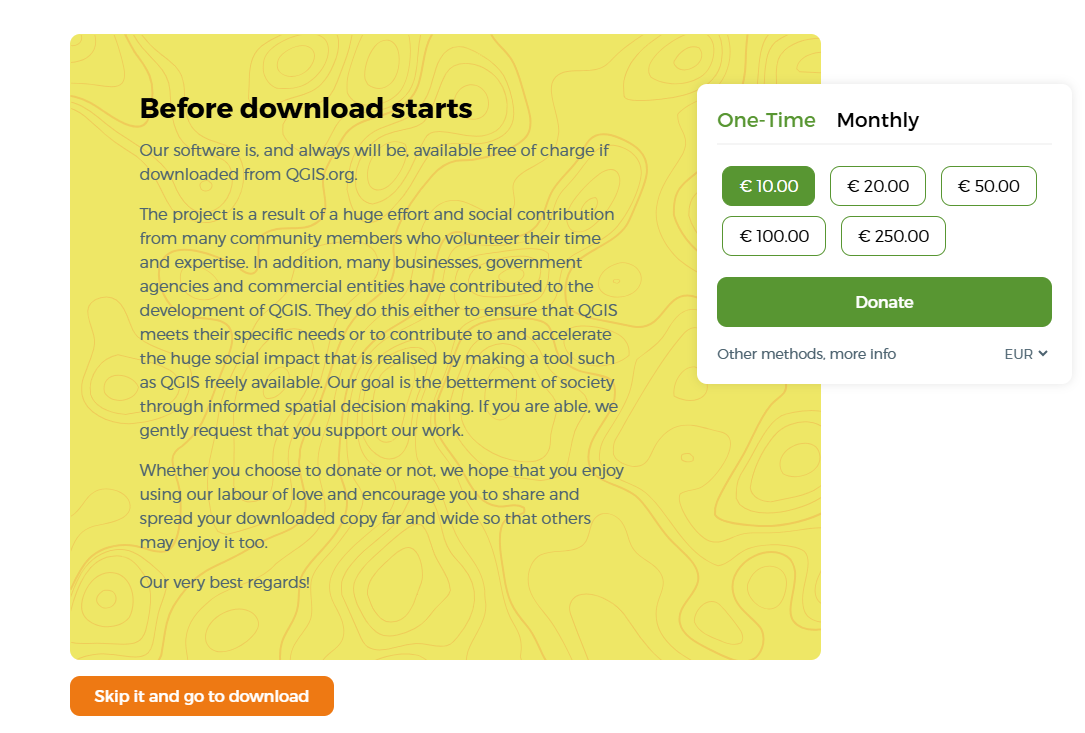 Before download starts
Our software is, and always will be, available free of charge if
downloaded from QGIS.org.
The project is a result of a huge effort and social contribution
from many community members who volunteer their time
and expertise. In addition, many businesses, government
agencies and commercial entities have contributed to the
development of QGIS. They do this either to ensure that QGIS
meets their specific needs or to contribute to and accelerate
the huge social impact that is realised by making a tool such
as QGIS freely available. Our goal is the betterment of society
through informed spatial decision making. If you are able, we
gently request that you support our work.
Whether you choose to donate or not, we hope that you enjoy
using our labour of love and encourage you to share and
spread your downloaded copy far and wide so that others
may enjoy it too.
Our very best regards!
One-Time Monthly
€ 10.00 € 20.00 € 50.00
€ 100.00 € 250.00
Donate
Other methods, more info EUR
Skip it and go to download